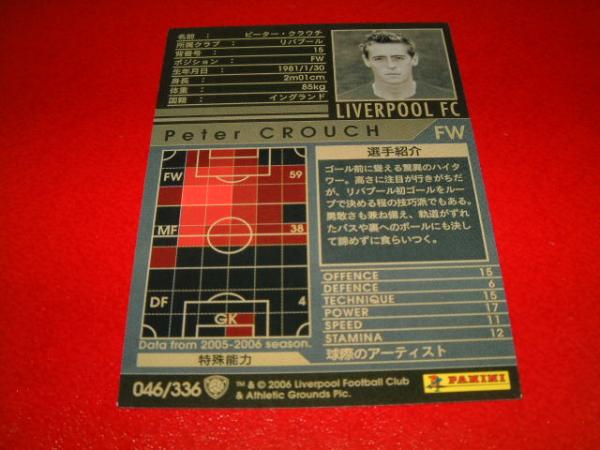 名前 : ピーター・クラウチ
所属クラブ : リバプール
背番号 : 15
ポジション : FW
生年月日 : 1981/1/30
身長 : 2m01cm
体重 : 85kg
国籍 : イングランド
LIVERPOOL FC
Peter CROUCH FW
FW 59
MF 38
DF 4
GK
Data from 2005-2006 season.
選手紹介
ゴール前に聳える驚異のハイタ
ワー。高さに注目が行きがちだ
が、リバプール初ゴールをルー
プで決める程の技巧派でもある。
勇敢さも兼ね備え、軌道がずれ
たパスや裏へのボールにも決し
て諦めずに食らいつく。
OFFENCE 15
DEFENCE 6
TECHNIQUE 15
POWER 17
SPEED 11
STAMINA 12
特殊能力 球際のアーティスト
046/336
™ & © 2006 Liverpool Football Club
& Athletic Grounds Plc.
PANINI